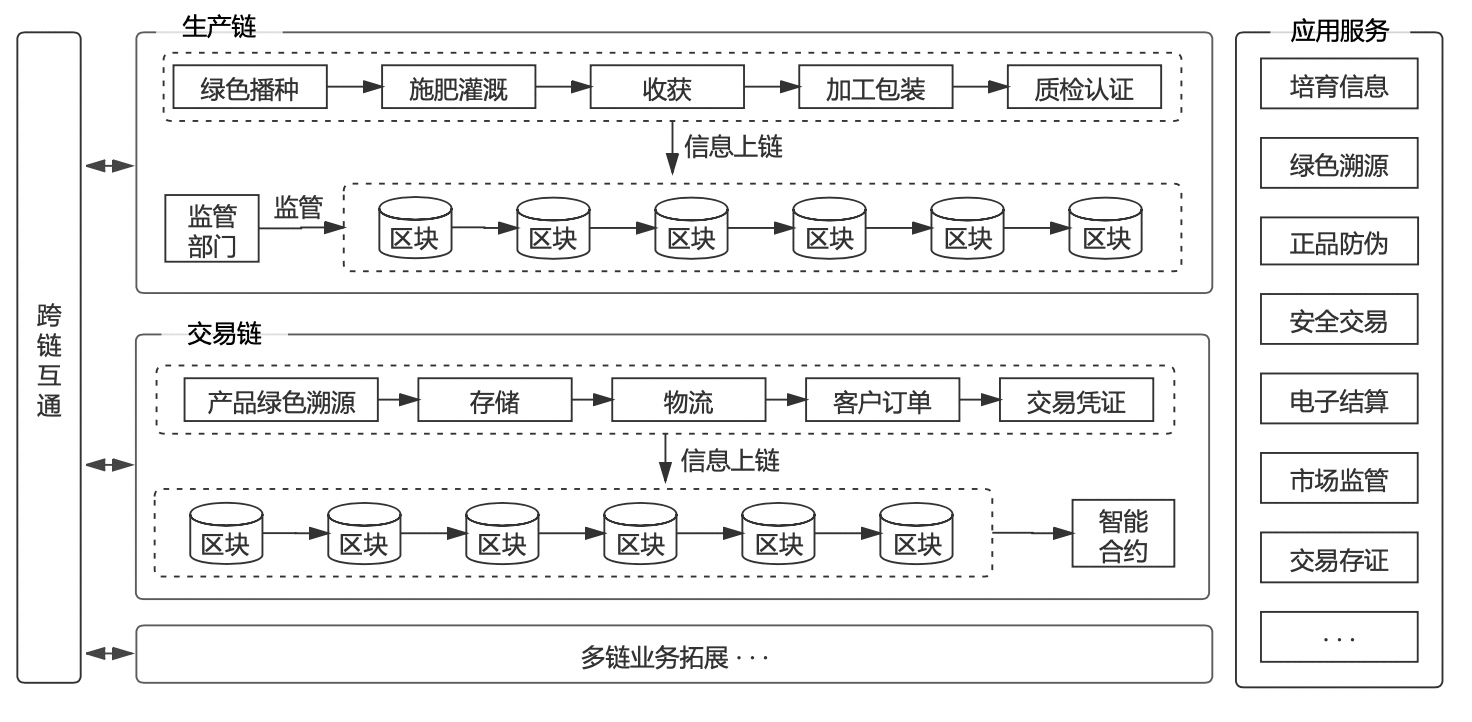 生产链
绿色播种
施肥灌溉
收获
加工包装
质检认证
信息上链
监管
部门
监管
区块
区块
区块
区块
区块
区块
跨
链
互
通
交易链
产品绿色溯源
存储
物流
客户订单
交易凭证
信息上链
区块
区块
区块
区块
区块
区块
智能
合约
多链业务拓展 · · ·
应用服务
培育信息
绿色溯源
正品防伪
安全交易
电子结算
市场监管
交易存证
· · ·